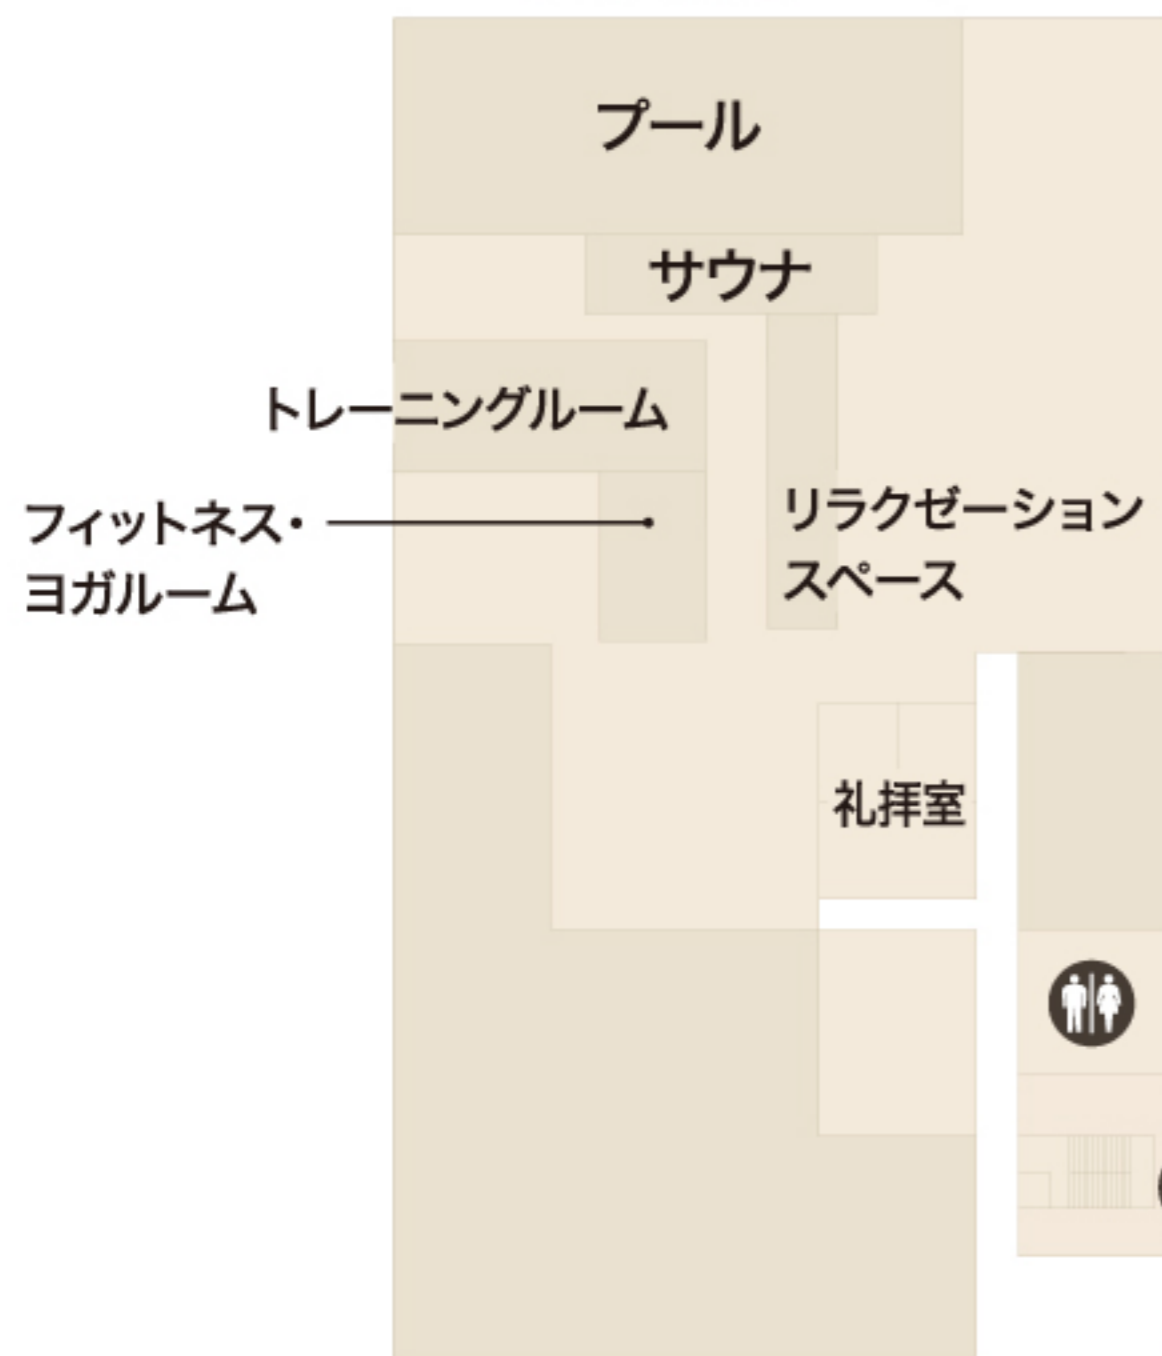 プール
サウナ
トレーニングルーム
フィットネス・
ヨガルーム
リラクゼーション
スペース
礼拝室